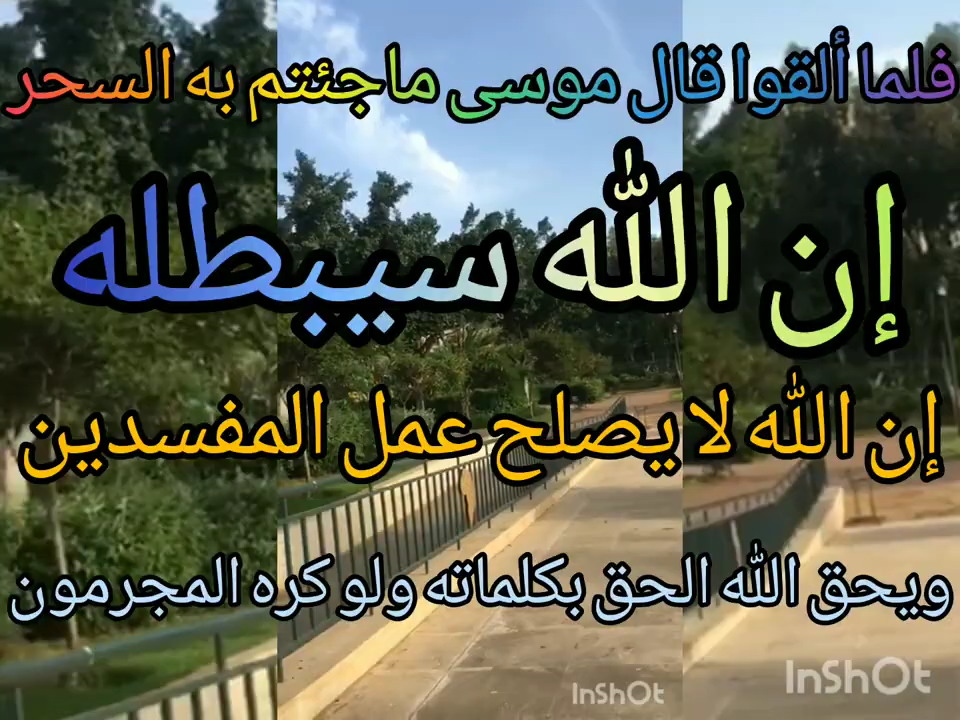 فلما ألقوا قال موسى ماجئتم به السحر
إن الله سيبطله
إن الله لا يصلح عمل المفسدين
ويحق الله الحق بكلماته ولو كره المجرمون
InShOt
InShOt